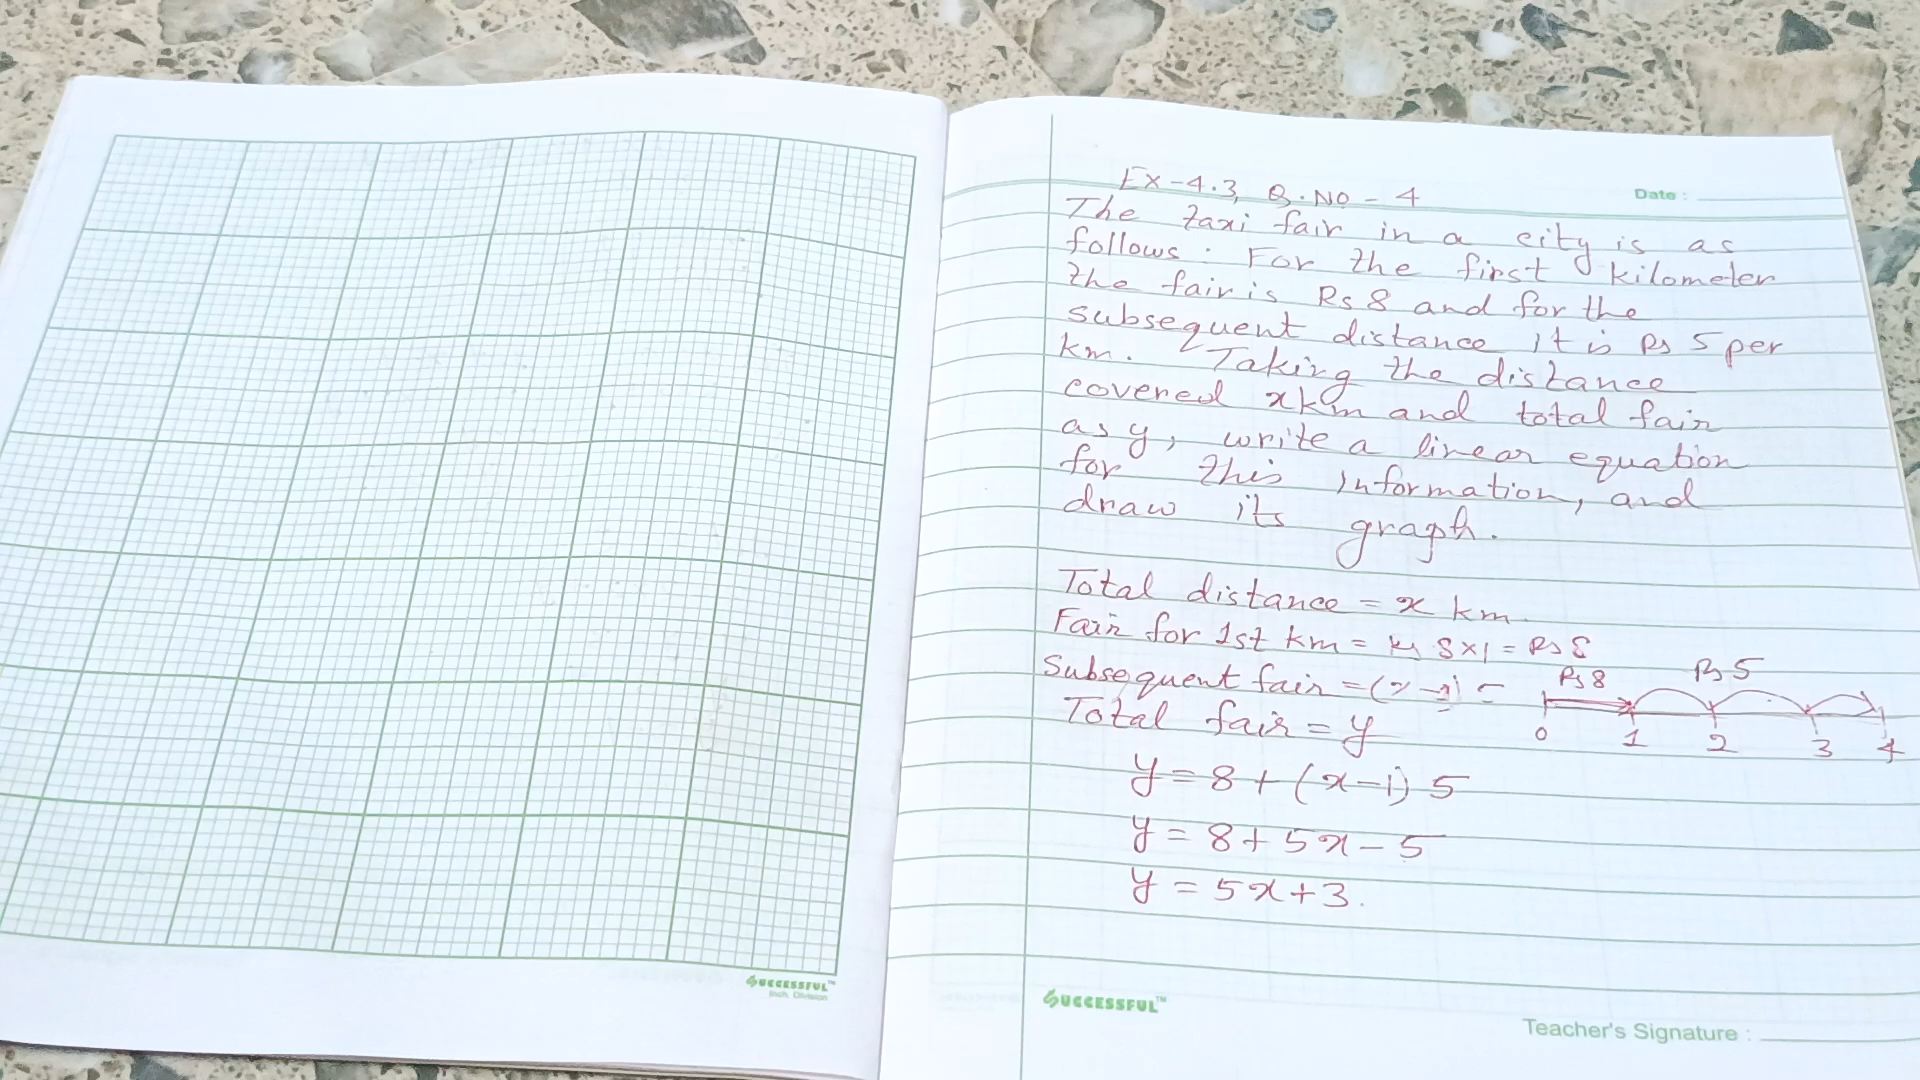 SUCCESSFUL™
Inch Division
Ex-4.3, Q.No - 4
Date :
The taxi fair in a city is as
follows : For the first kilometer
the fair is Rs 8 and for the
subsequent distance it is Rs 5 per
km. Taking the distance
covered x km and total fair
as y, write a linear equation
for this information, and
draw its graph.
Total distance = x km.
Fair for 1st km = Rs 8×1 = Rs 8
Subsequent fair = (x-1) 5
Rs 8 Rs 5
0 1 2 3 4
Total fair = y
y = 8 + (x-1) 5
y = 8 + 5x - 5
y = 5x + 3.
SUCCESSFUL™
Teacher's Signature :